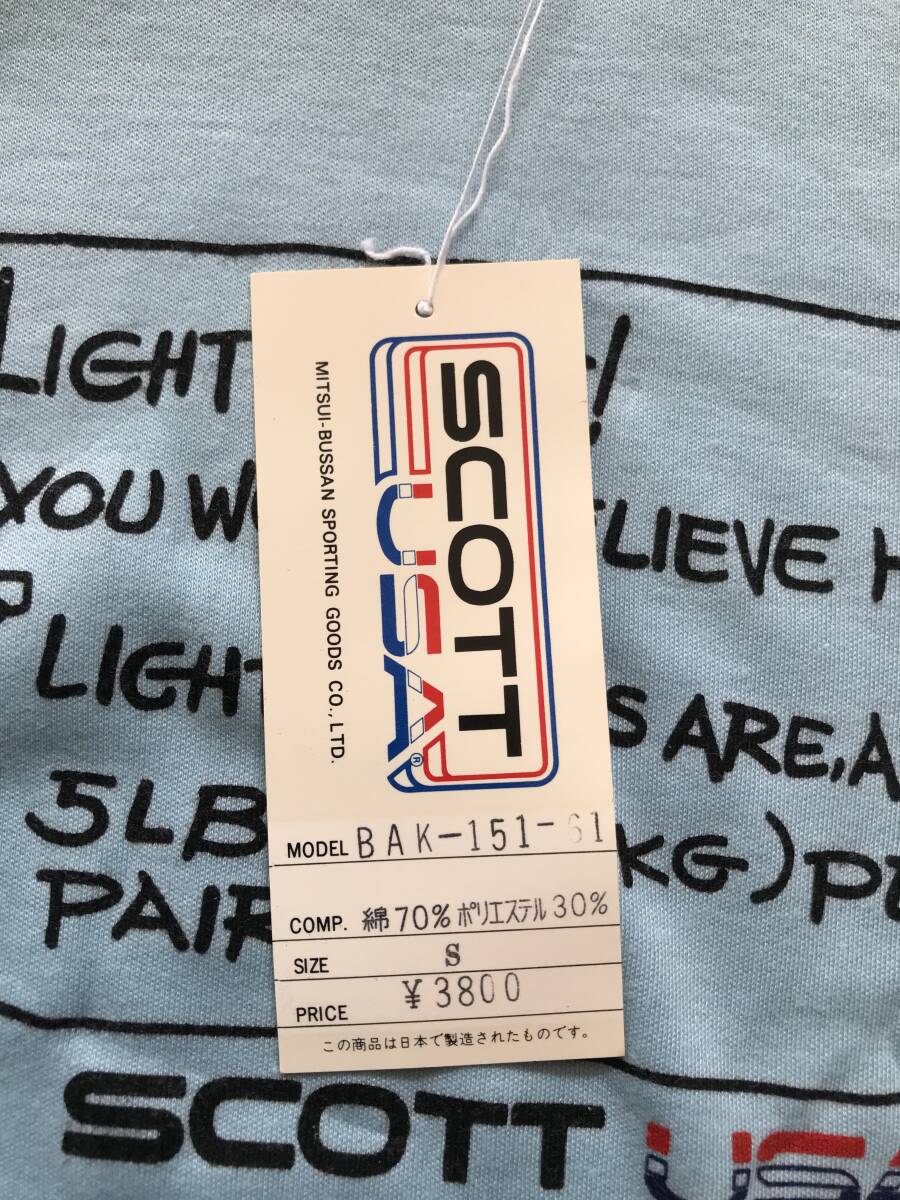 LIGHT
!
YOU
LIEVE
LIGHT
ARE, A
5LB
KG)
PAIR
SCOTT
USA®
MITSUI-BUSSAN SPORTING GOODS CO., LTD.
MODEL BAK-151-61
COMP. 綿70% ポリエステル30%
SIZE S
PRICE ¥3800
この商品は日本で製造されたものです。
SCOTT USA